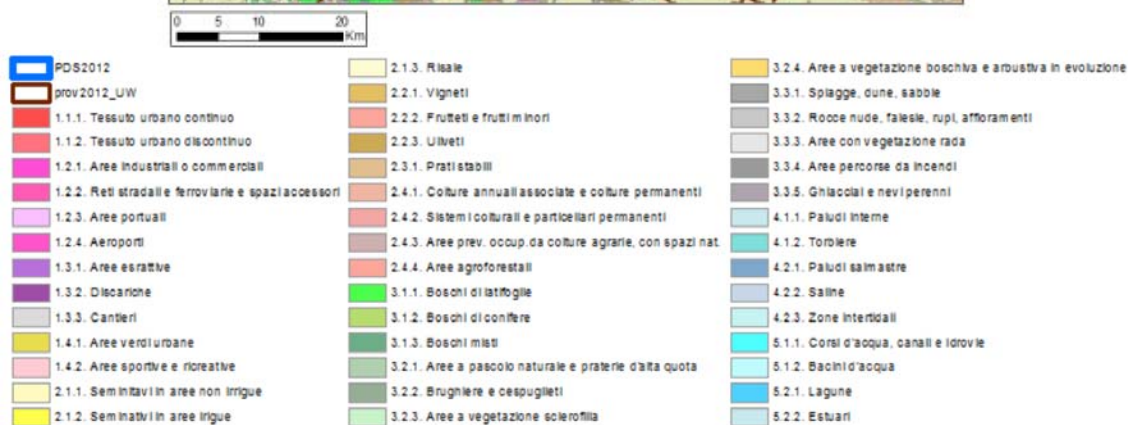 0 5 10 20
Km
PDS2012
prov2012_UW
1.1.1. Tessuto urbano continuo
1.1.2. Tessuto urbano discontinuo
1.2.1. Aree industriali o commerciali
1.2.2. Reti stradali e ferroviarie e spazi accessori
1.2.3. Aree portuali
1.2.4. Aeroporti
1.3.1. Aree esrattive
1.3.2. Discariche
1.3.3. Cantieri
1.4.1. Aree verdi urbane
1.4.2. Aree sportive e ricreative
2.1.1. Seminitavi in aree non irrigue
2.1.2. Seminativi in aree irigue
2.1.3. Risaie
2.2.1. Vigneti
2.2.2. Frutteti e frutti minori
2.2.3. Uliveti
2.3.1. Prati stabili
2.4.1. Colture annuali associate e colture permanenti
2.4.2. Sistemi colturali e particellari permanenti
2.4.3. Aree prev. occup.da colture agrarie, con spazi nat.
2.4.4. Aree agroforestali
3.1.1. Boschi di latifoglie
3.1.2. Boschi di conifere
3.1.3. Boschi misti
3.2.1. Aree a pascolo naturale e praterie d'alta quota
3.2.2. Brughiere e cespuglieti
3.2.3. Aree a vegetazione sclerofilla
3.2.4. Aree a vegetazione boschiva e arbustiva in evoluzione
3.3.1. Spiagge, dune, sabbie
3.3.2. Rocce nude, falesie, rupi, affioramenti
3.3.3. Aree con vegetazione rada
3.3.4. Aree percorse da incendi
3.3.5. Ghiacciai e nevi perenni
4.1.1. Paludi interne
4.1.2. Torbiere
4.2.1. Paludi salmastre
4.2.2. Saline
4.2.3. Zone intertidali
5.1.1. Corsi d'acqua, canali e idrovie
5.1.2. Bacini d'acqua
5.2.1. Lagune
5.2.2. Estuari